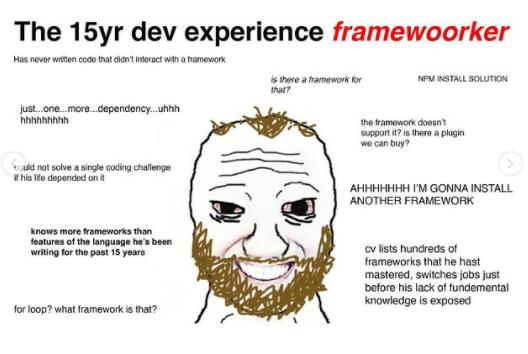 The 15yr dev experience framewoorker
Has never written code that didn't interact with a framework
is there a framework for
that?
NPM INSTALL SOLUTION
just...one...more...dependency...uhhh
hhhhhhhhh
the framework doesn't
support it? is there a plugin
we can buy?
could not solve a single coding challenge
if his life depended on it
AHHHHHHH I'M GONNA INSTALL
ANOTHER FRAMEWORK
knows more frameworks than
features of the language he's been
writing for the past 15 years
cv lists hundreds of
frameworks that he hast
mastered, switches jobs just
before his lack of fundemental
knowledge is exposed
for loop? what framework is that?